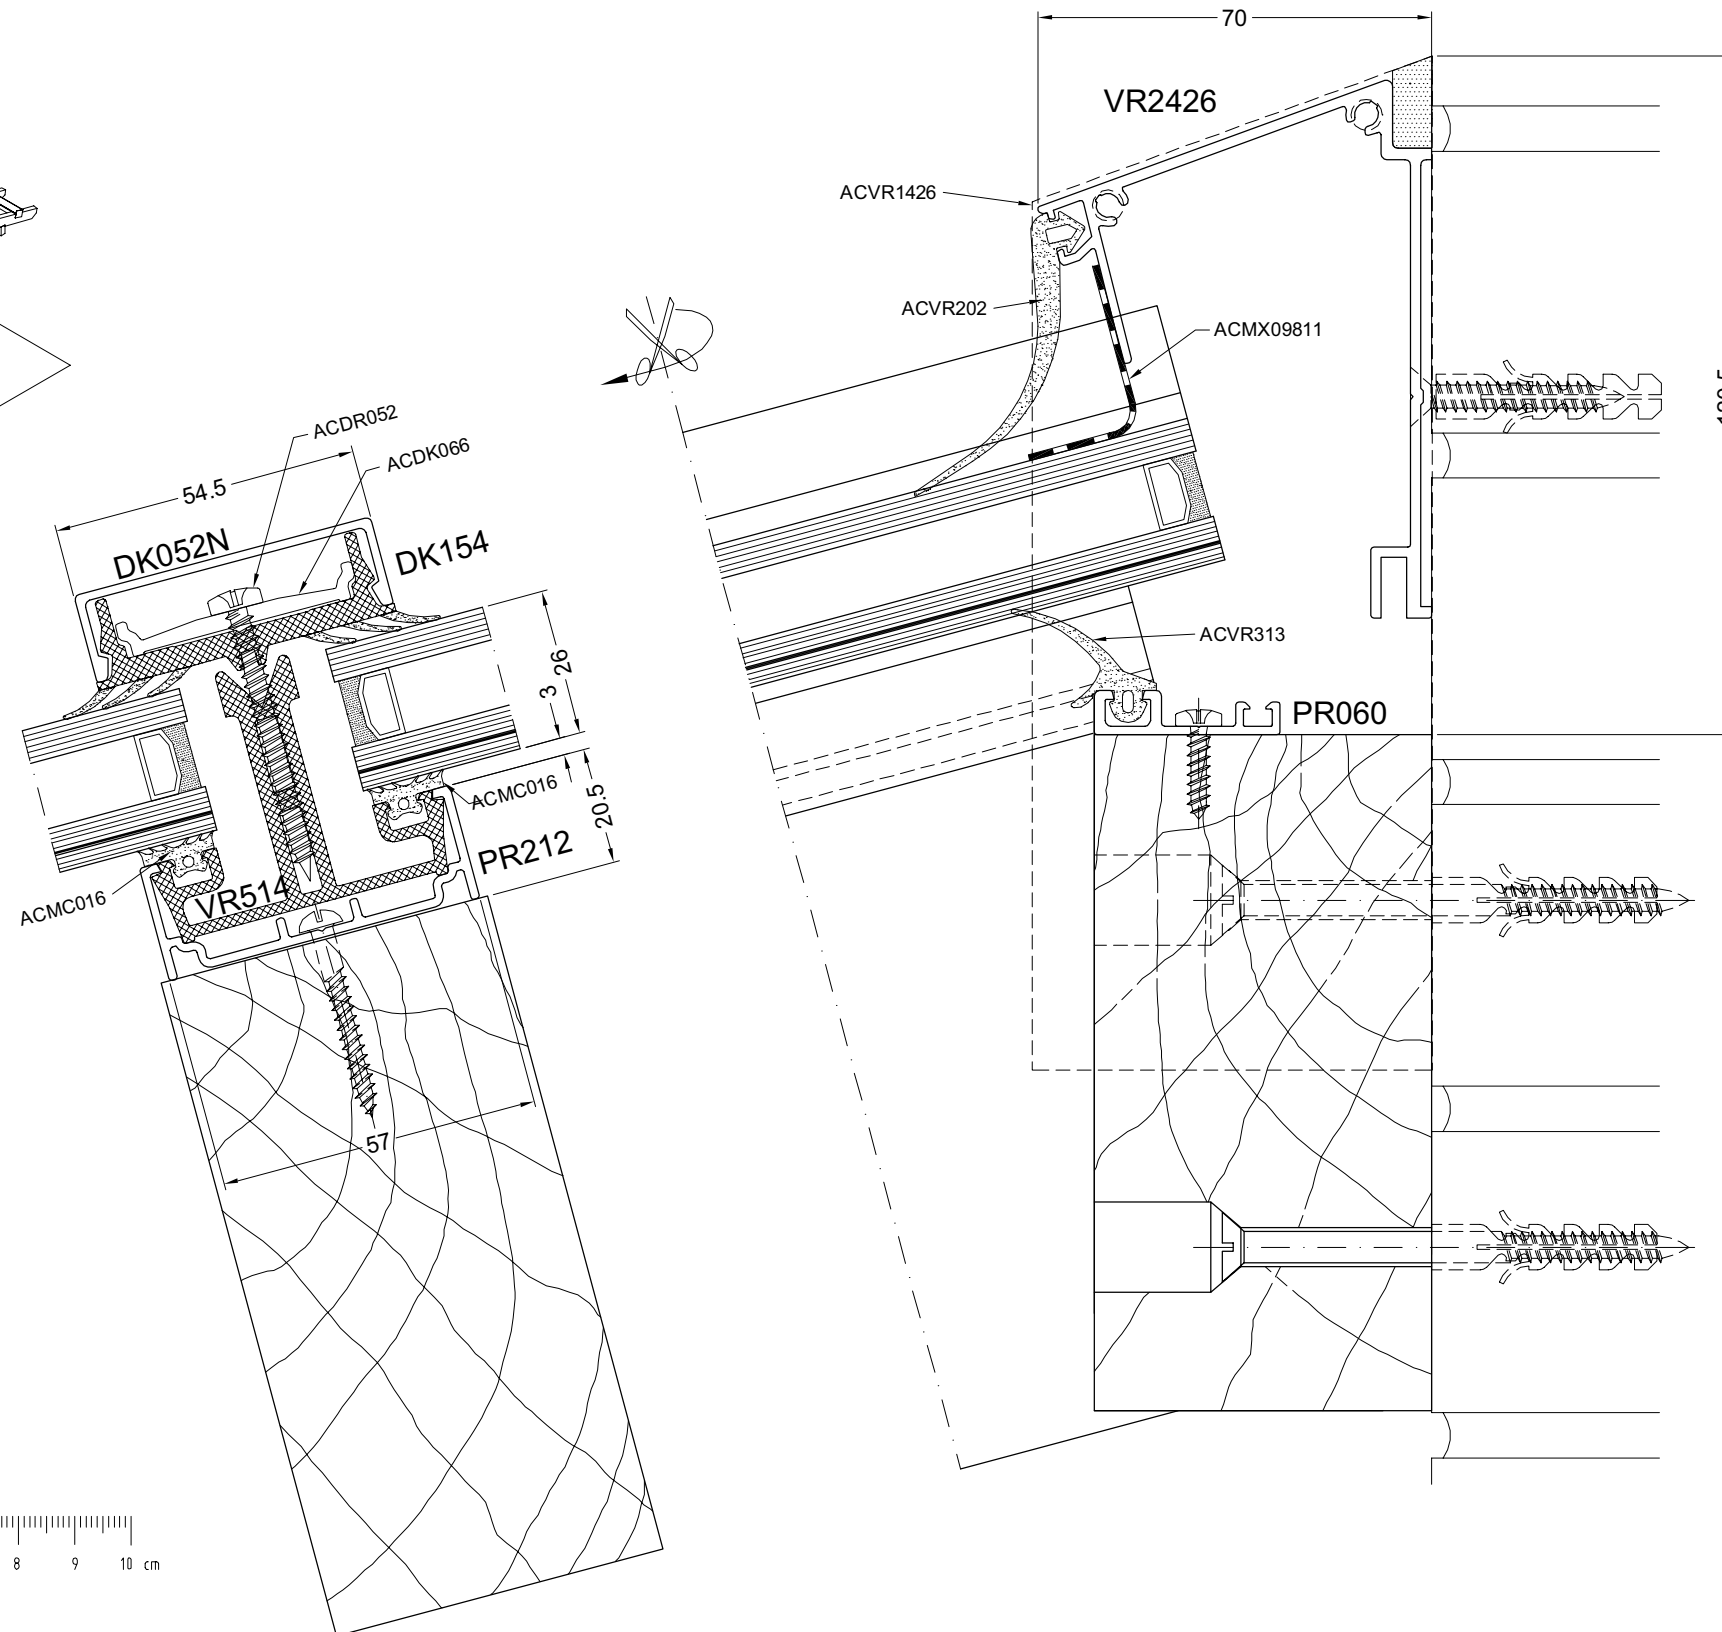 70
VR2426
ACVR1426
ACVR202
ACMX09811
ACDR052
ACDK066
54.5
DK052N
DK154
26
3
ACVR313
PR060
ACMC016
20.5
PR212
VR514
ACMC016
57
8 9 10 cm